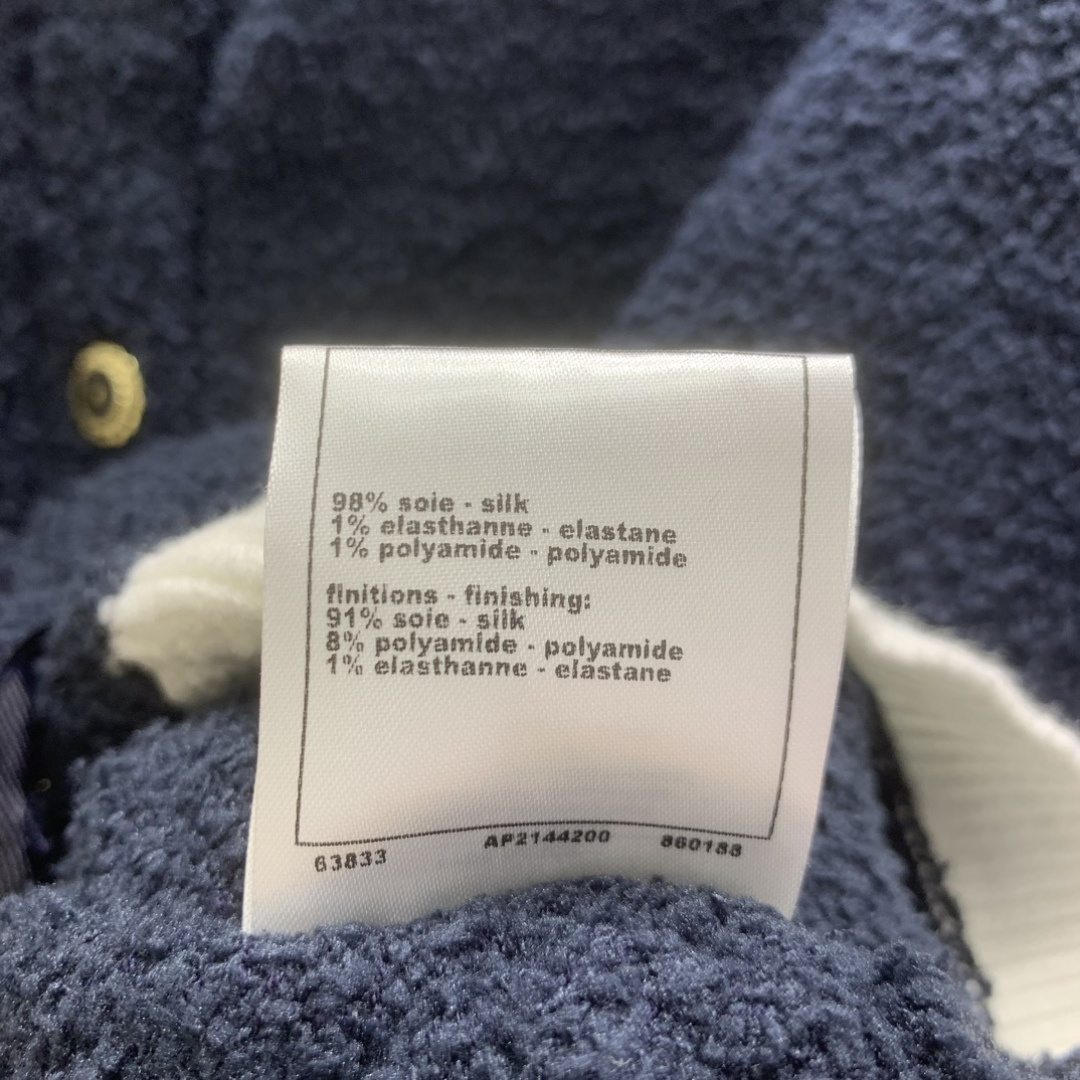 98% soie - silk
1% elasthanne - elastane
1% polyamide - polyamide
finitions - finishing:
91% soie - silk
8% polyamide - polyamide
1% elasthanne - elastane
63833 AP2144200 860188